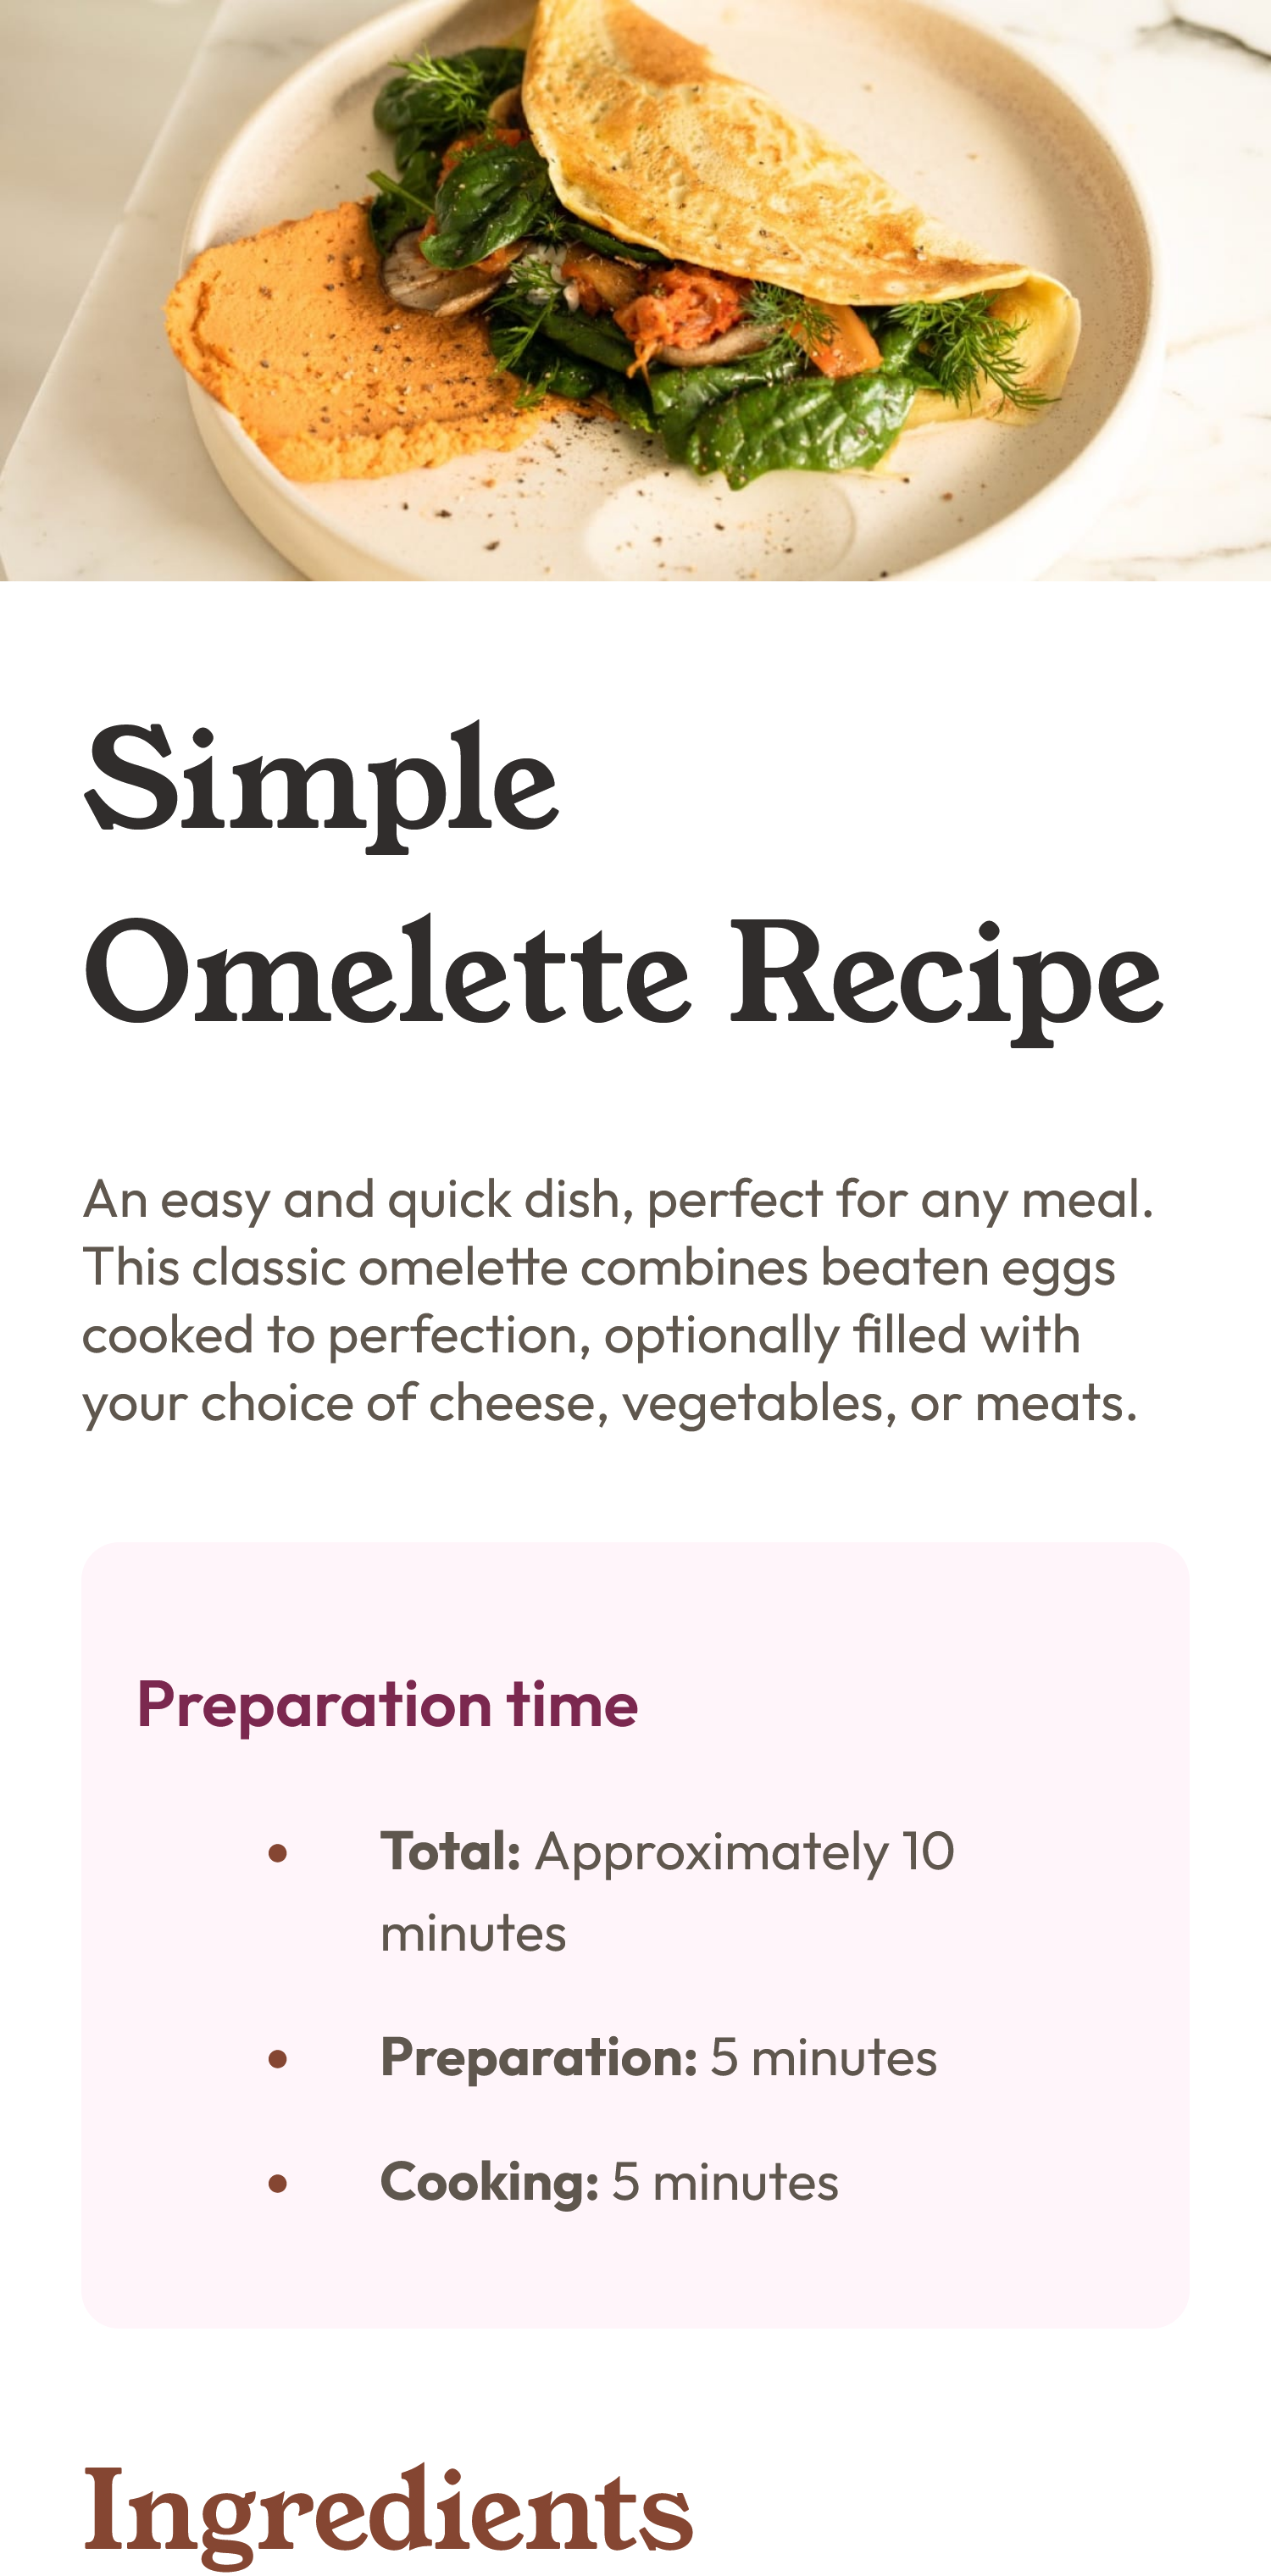 Simple
Omelette Recipe
An easy and quick dish, perfect for any meal.
This classic omelette combines beaten eggs
cooked to perfection, optionally filled with
your choice of cheese, vegetables, or meats.
Preparation time
• Total: Approximately 10
minutes
• Preparation: 5 minutes
• Cooking: 5 minutes
Ingredients